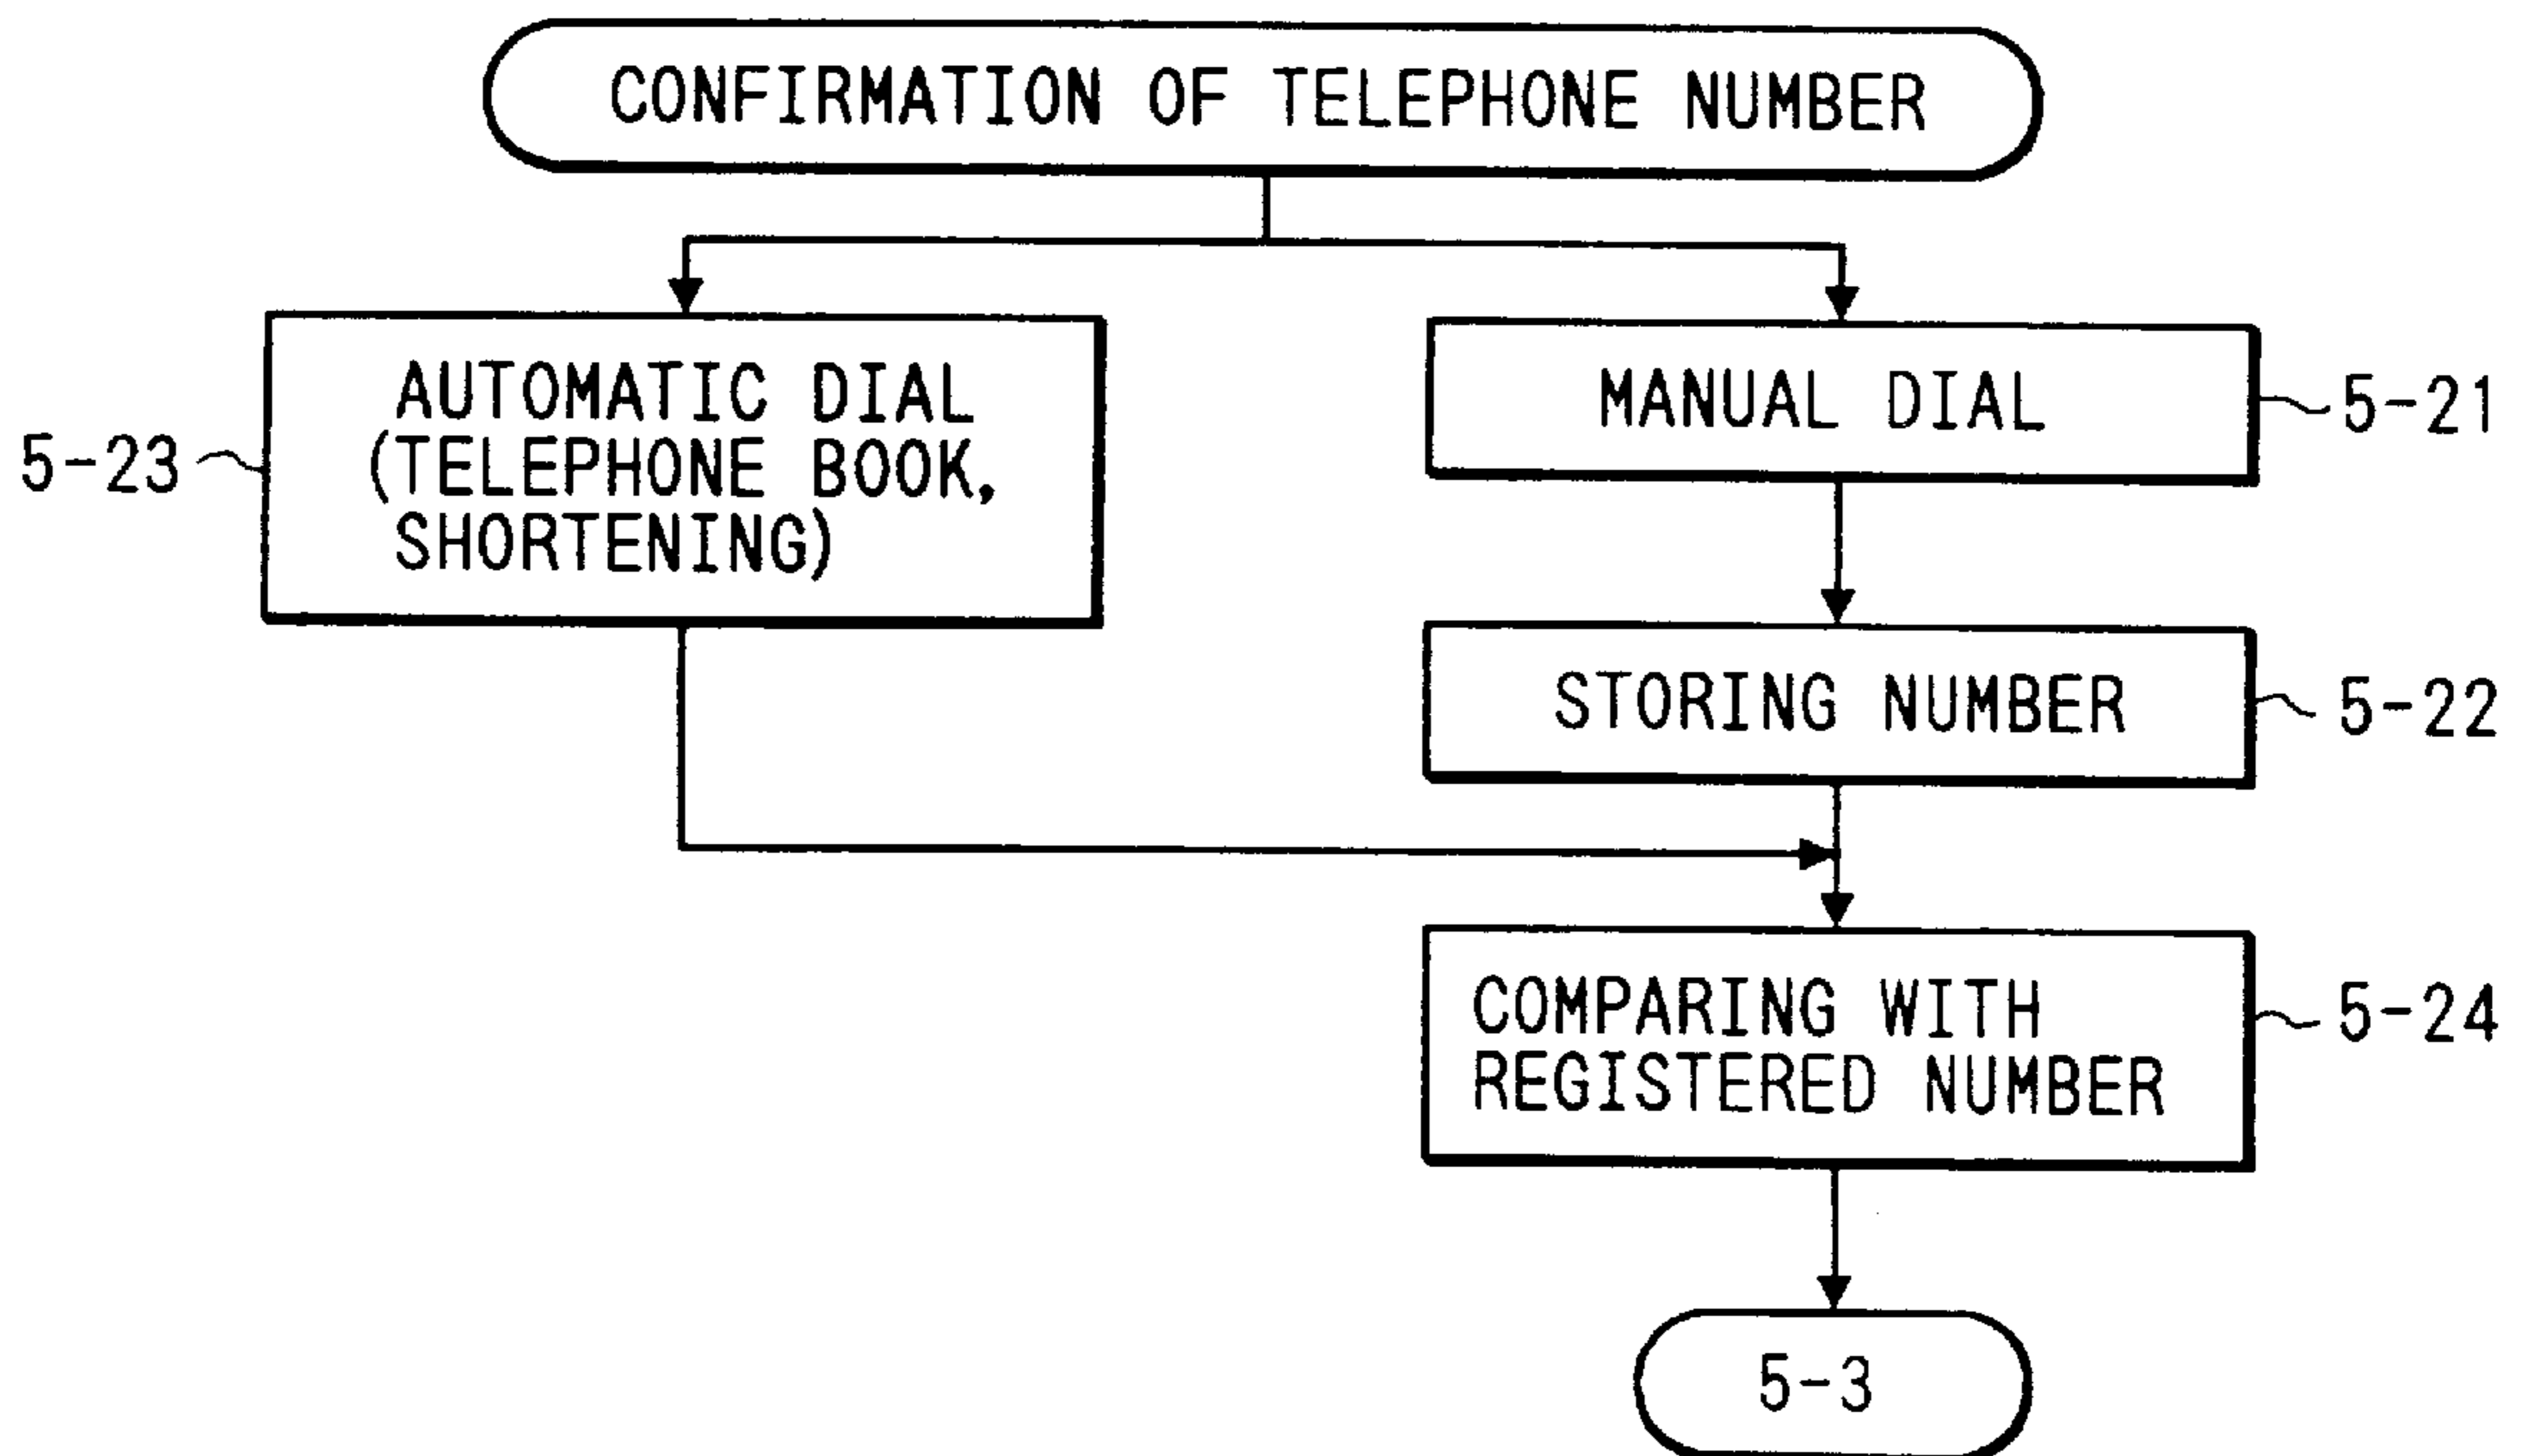 CONFIRMATION OF TELEPHONE NUMBER
AUTOMATIC DIAL
(TELEPHONE BOOK,
SHORTENING)
5-23
MANUAL DIAL
5-21
STORING NUMBER
5-22
COMPARING WITH
REGISTERED NUMBER
5-24
5-3